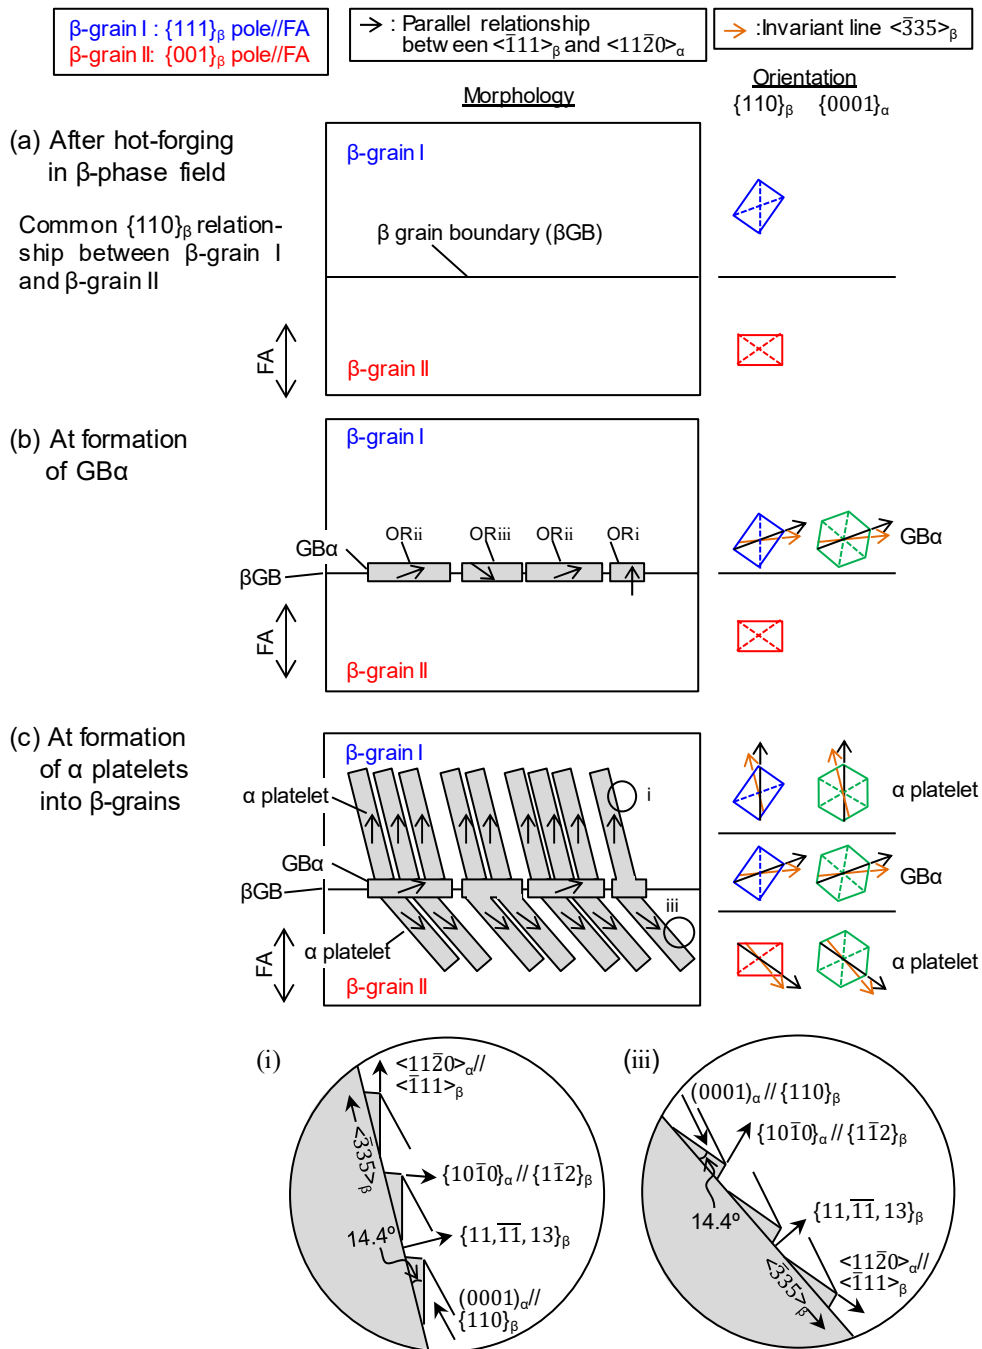 β-grain I : {111}β pole//FA
β-grain II: {001}β pole//FA
: Parallel relationship
between <1̅11>β and <112̅0>α
:Invariant line <3̅35>β
Morphology
Orientation
{110}β {0001}α
(a) After hot-forging
in β-phase field
Common {110}β relation-
ship between β-grain I
and β-grain II
β-grain I
β grain boundary (βGB)
FA
β-grain II
(b) At formation
of GBα
β-grain I
ORii ORiii ORii ORi
GBα
βGB
GBα
FA
β-grain II
(c) At formation
of α platelets
into β-grains
β-grain I
α platelet
i
α platelet
GBα
GBα
βGB
iii
FA
α platelet
α platelet
β-grain II
(i)
<112̅0>α//
<1̅11>β
<3̅35>β
{101̅0}α//{11̅2}β
14.4º
{11,1̅1̅, 13}β
(0001)α//
{110}β
(iii)
(0001)α//{110}β
{101̅0}α//{11̅2}β
14.4º
{11,1̅1̅, 13}β
<112̅0>α//
<1̅11>β
<3̅35>β